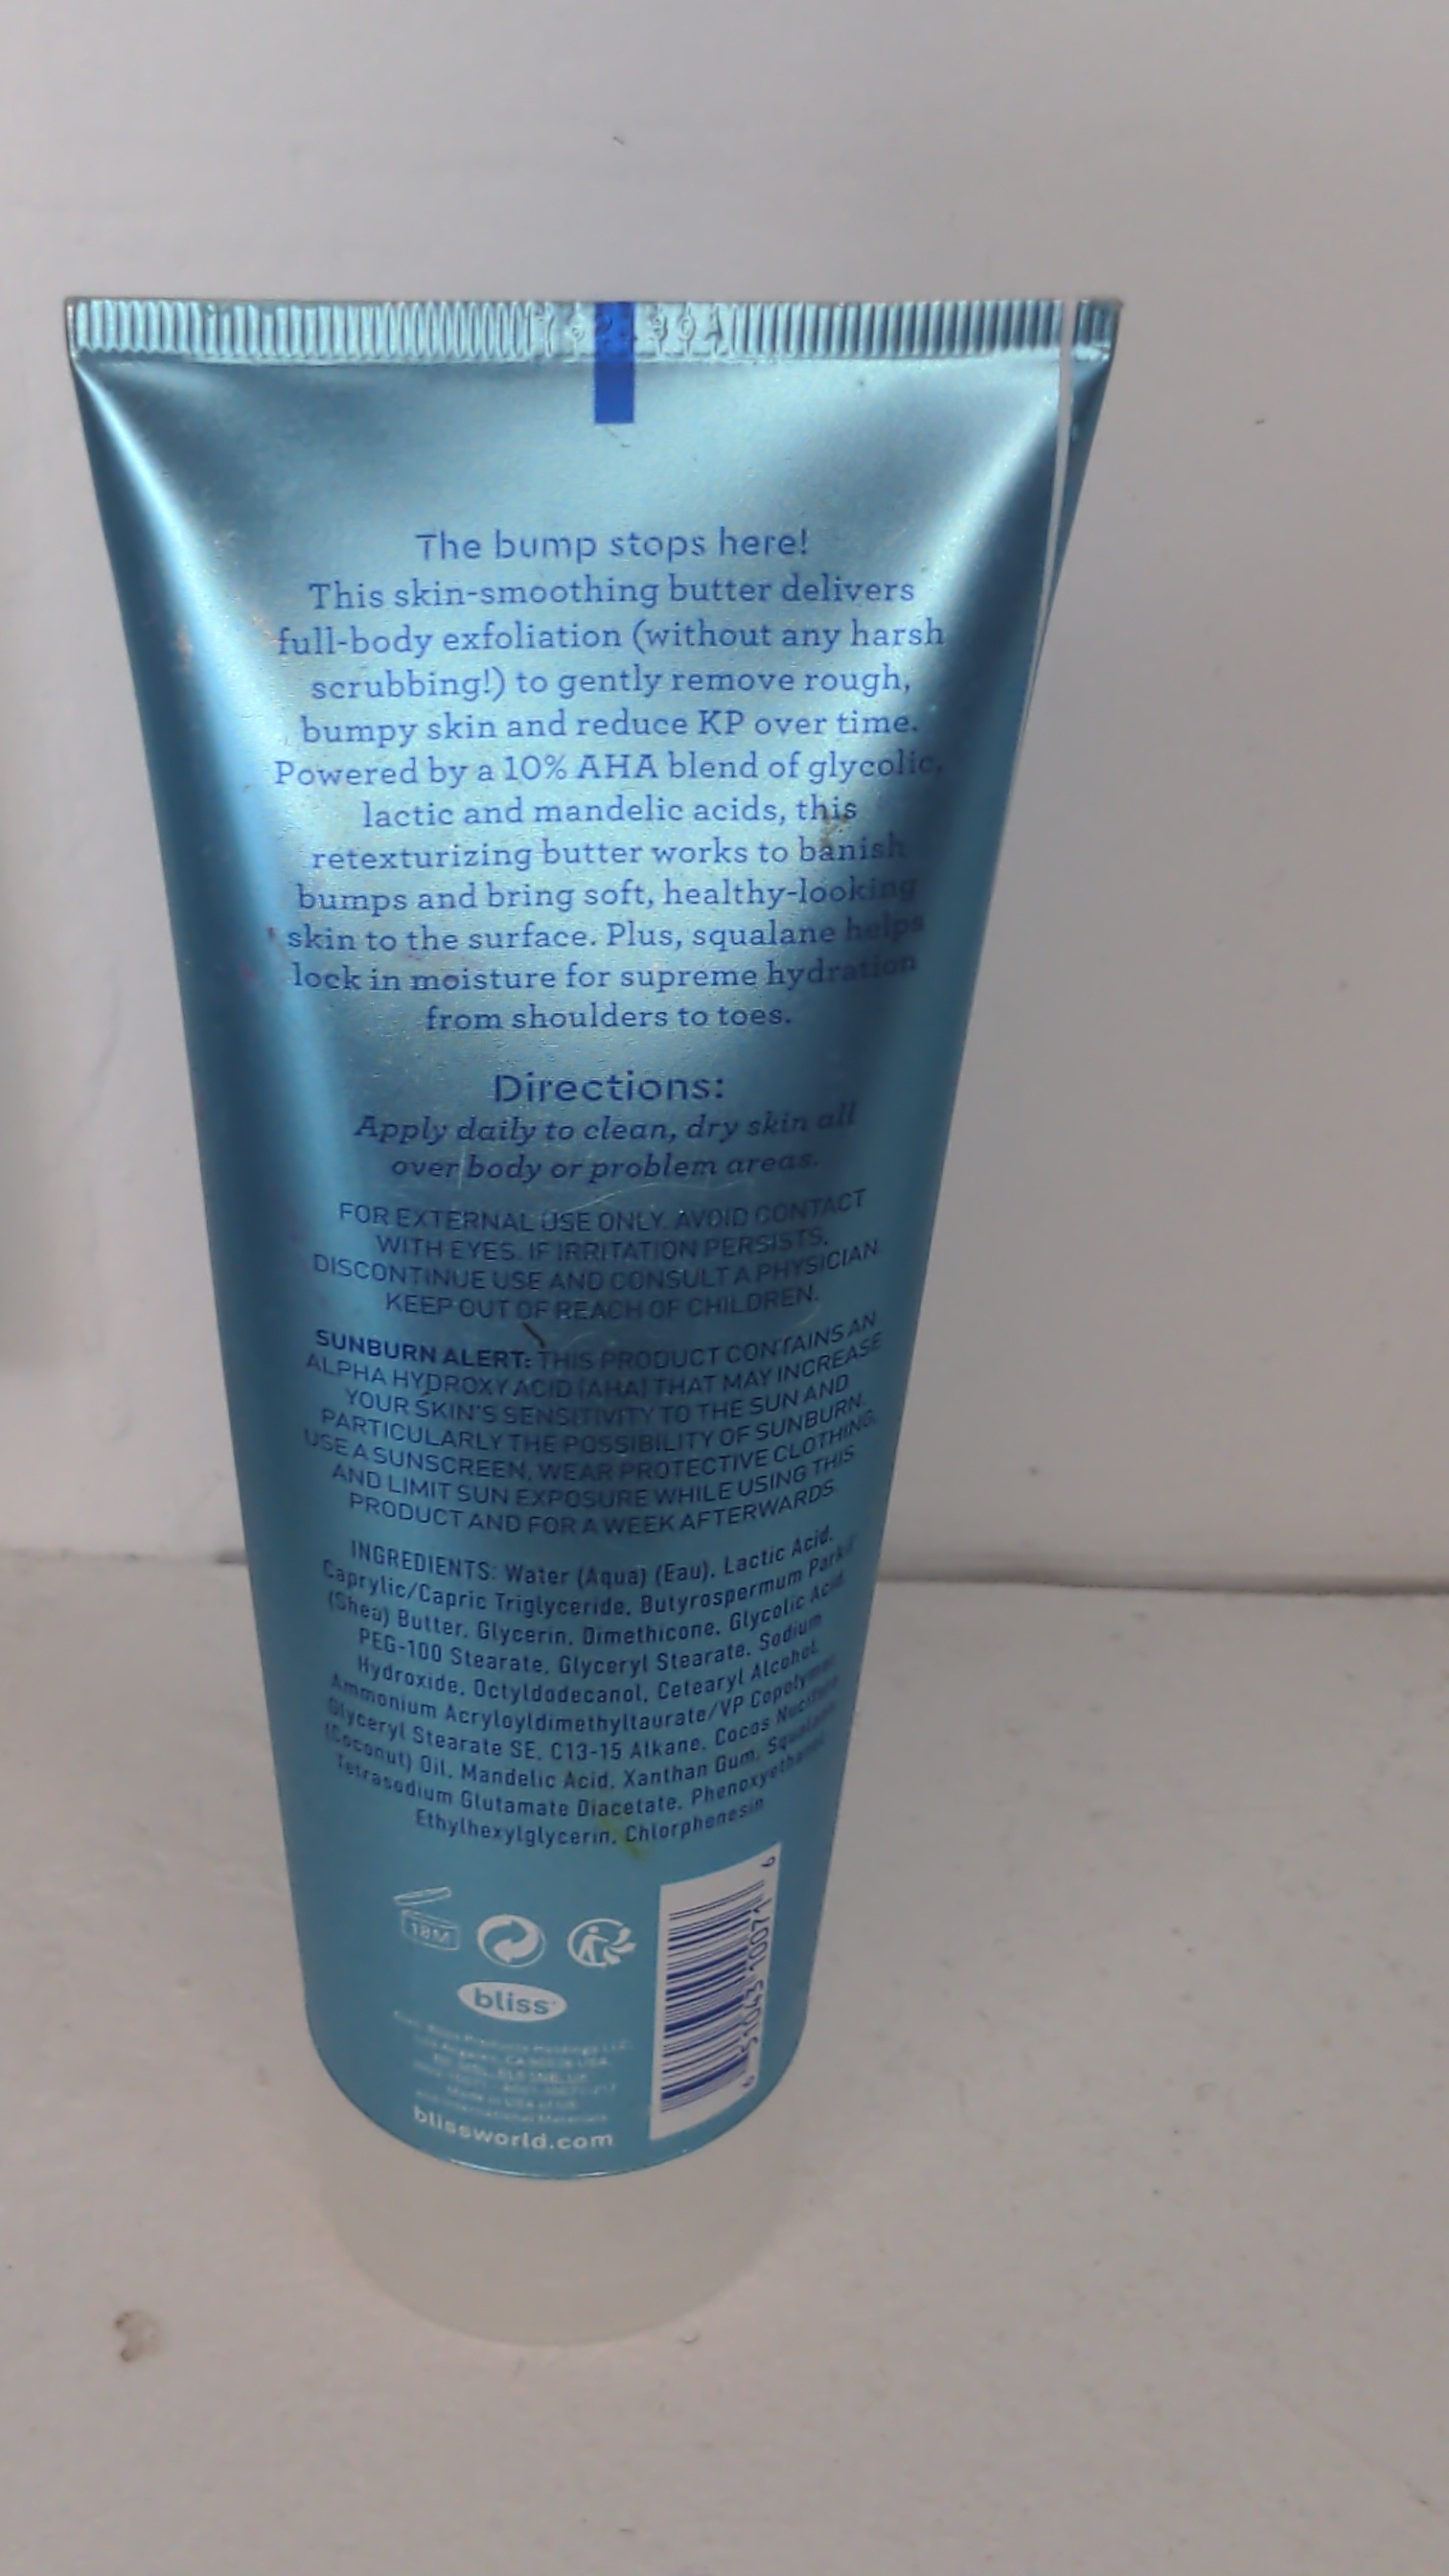 The bump stops here!
This skin-smoothing butter delivers
full-body exfoliation (without any harsh
scrubbing!) to gently remove rough,
bumpy skin and reduce KP over time.
Powered by a 10% AHA blend of glycolic,
lactic and mandelic acids, this
retexturizing butter works to banish
bumps and bring soft, healthy-looking
skin to the surface. Plus, squalane helps
lock in moisture for supreme hydration
from shoulders to toes.
Directions:
Apply daily to clean, dry skin all
over body or problem areas.
FOR EXTERNAL USE ONLY. AVOID CONTACT
WITH EYES. IF IRRITATION PERSISTS,
DISCONTINUE USE AND CONSULT A PHYSICIAN.
KEEP OUT OF REACH OF CHILDREN.
SUNBURN ALERT: THIS PRODUCT CONTAINS AN
ALPHA HYDROXY ACID (AHA) THAT MAY INCREASE
YOUR SKIN'S SENSITIVITY TO THE SUN AND
PARTICULARLY THE POSSIBILITY OF SUNBURN.
USE A SUNSCREEN, WEAR PROTECTIVE CLOTHING,
AND LIMIT SUN EXPOSURE WHILE USING THIS
PRODUCT AND FOR A WEEK AFTERWARDS.
INGREDIENTS: Water (Aqua) (Eau), Lactic Acid,
Caprylic/Capric Triglyceride, Butyrospermum Parkii
(Shea) Butter, Glycerin, Dimethicone, Glycolic Acid,
PEG-100 Stearate, Glyceryl Stearate, Sodium
Hydroxide, Octyldodecanol, Cetearyl Alcohol,
Ammonium Acryloyldimethyltaurate/VP Copolymer,
Glyceryl Stearate SE, C13-15 Alkane, Cocos Nucifera
(Coconut) Oil, Mandelic Acid, Xanthan Gum, Squalane,
Tetrasodium Glutamate Diacetate, Phenoxyethanol,
Ethylhexylglycerin, Chlorphenesin
18M
bliss
6 51043 10071 6
Los Angeles, CA 90028 USA
blissworld.com